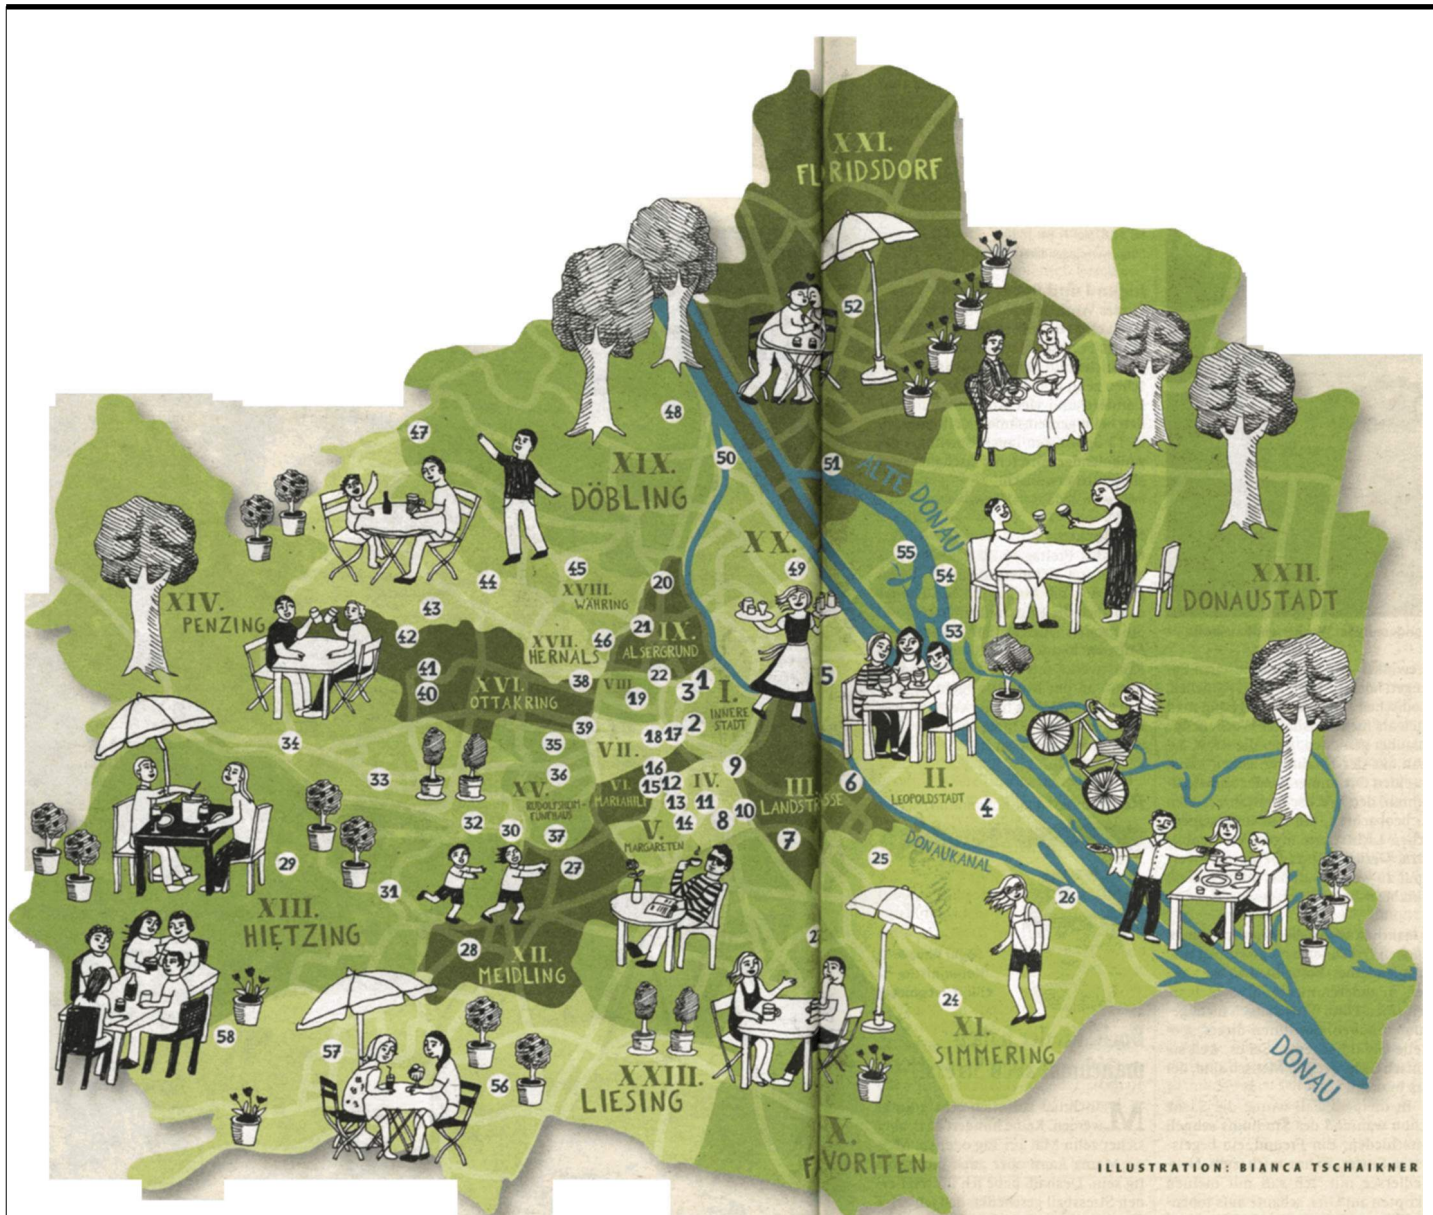 XXI.
FLORIDSDORF
52
48
47
XIX.
DÖBLING
50
51
ALTE DONAU
XX.
49
55
54
XXII.
DONAUSTADT
XIV.
PENZING
45
44
XVIII.
WÄHRING
20
43
42
XVII.
HERNALS
46
21
IX.
ALSERGRUND
53
41
40
XVI.
OTTAKRING
38
VIII.
22
19
3
1
I.
INNERE
STADT
5
2
34
35
39
VII.
18
17
33
36
XV.
RUDOLFSHEIM-
FÜNFHAUS
16
15
12
VI.
MARIAHILF
IV.
9
III.
LANDSTRASSE
6
II.
LEOPOLDSTADT
4
13
11
10
8
14
V.
MARGARETEN
32
30
37
7
DONAUKANAL
29
31
27
25
26
XIII.
HIETZING
28
XII.
MEIDLING
24
XI.
SIMMERING
58
57
56
XXIII.
LIESING
DONAU
X.
FAVORITEN
ILLUSTRATION: BIANCA TSCHAIKNER